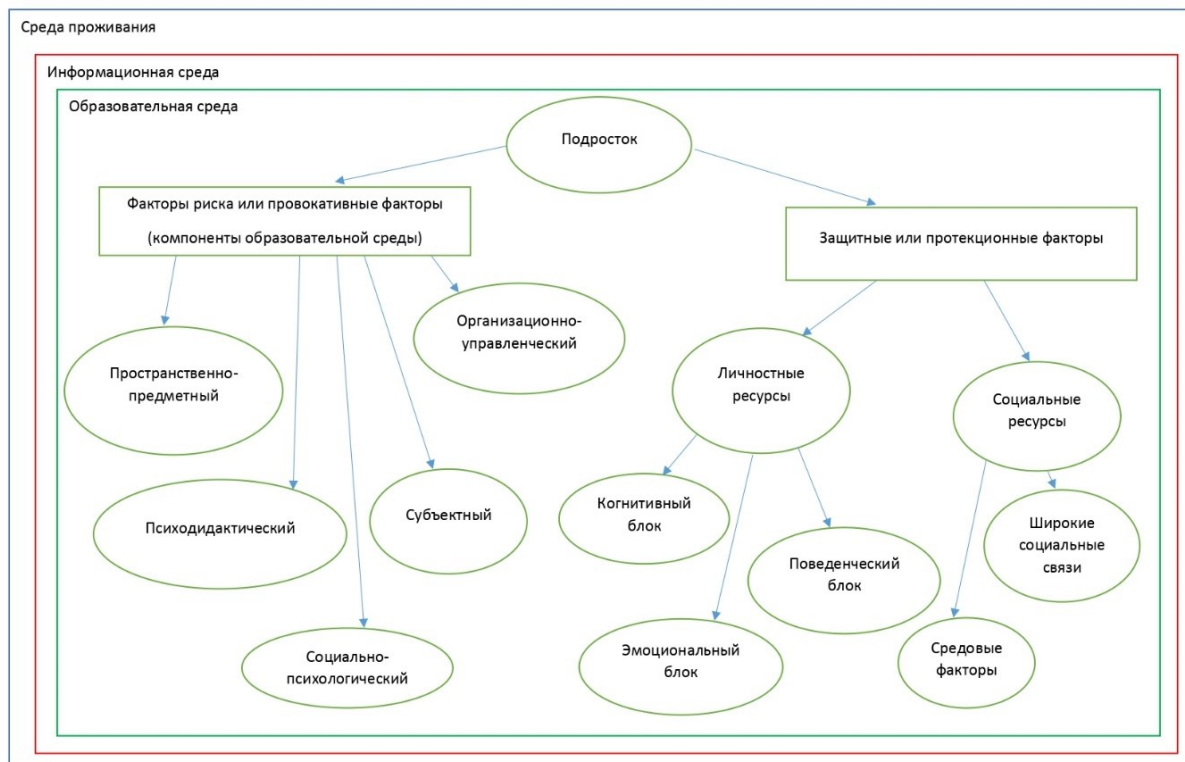 Среда проживания
Информационная среда
Образовательная среда
Подросток
Факторы риска или провокативные факторы
(компоненты образовательной среды)
Защитные или протекционные факторы
Организационно-
управленческий
Пространственно-
предметный
Личностные
ресурсы
Социальные
ресурсы
Психодидактический
Субъектный
Когнитивный
блок
Широкие
социальные
связи
Поведенческий
блок
Социально-
психологический
Эмоциональный
блок
Средовые
факторы